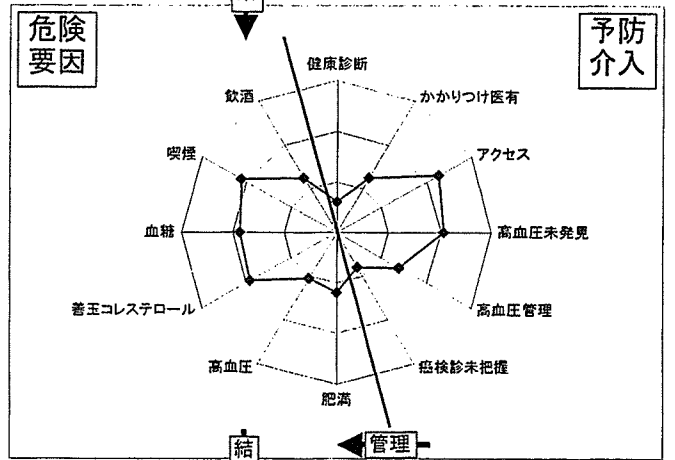 危険
要因
予防
介入
健康診断
飲酒
かかりつけ医有
喫煙
アクセス
血糖
高血圧未発見
善玉コレステロール
高血圧管理
高血圧
癌検診未把握
肥満
結
管理